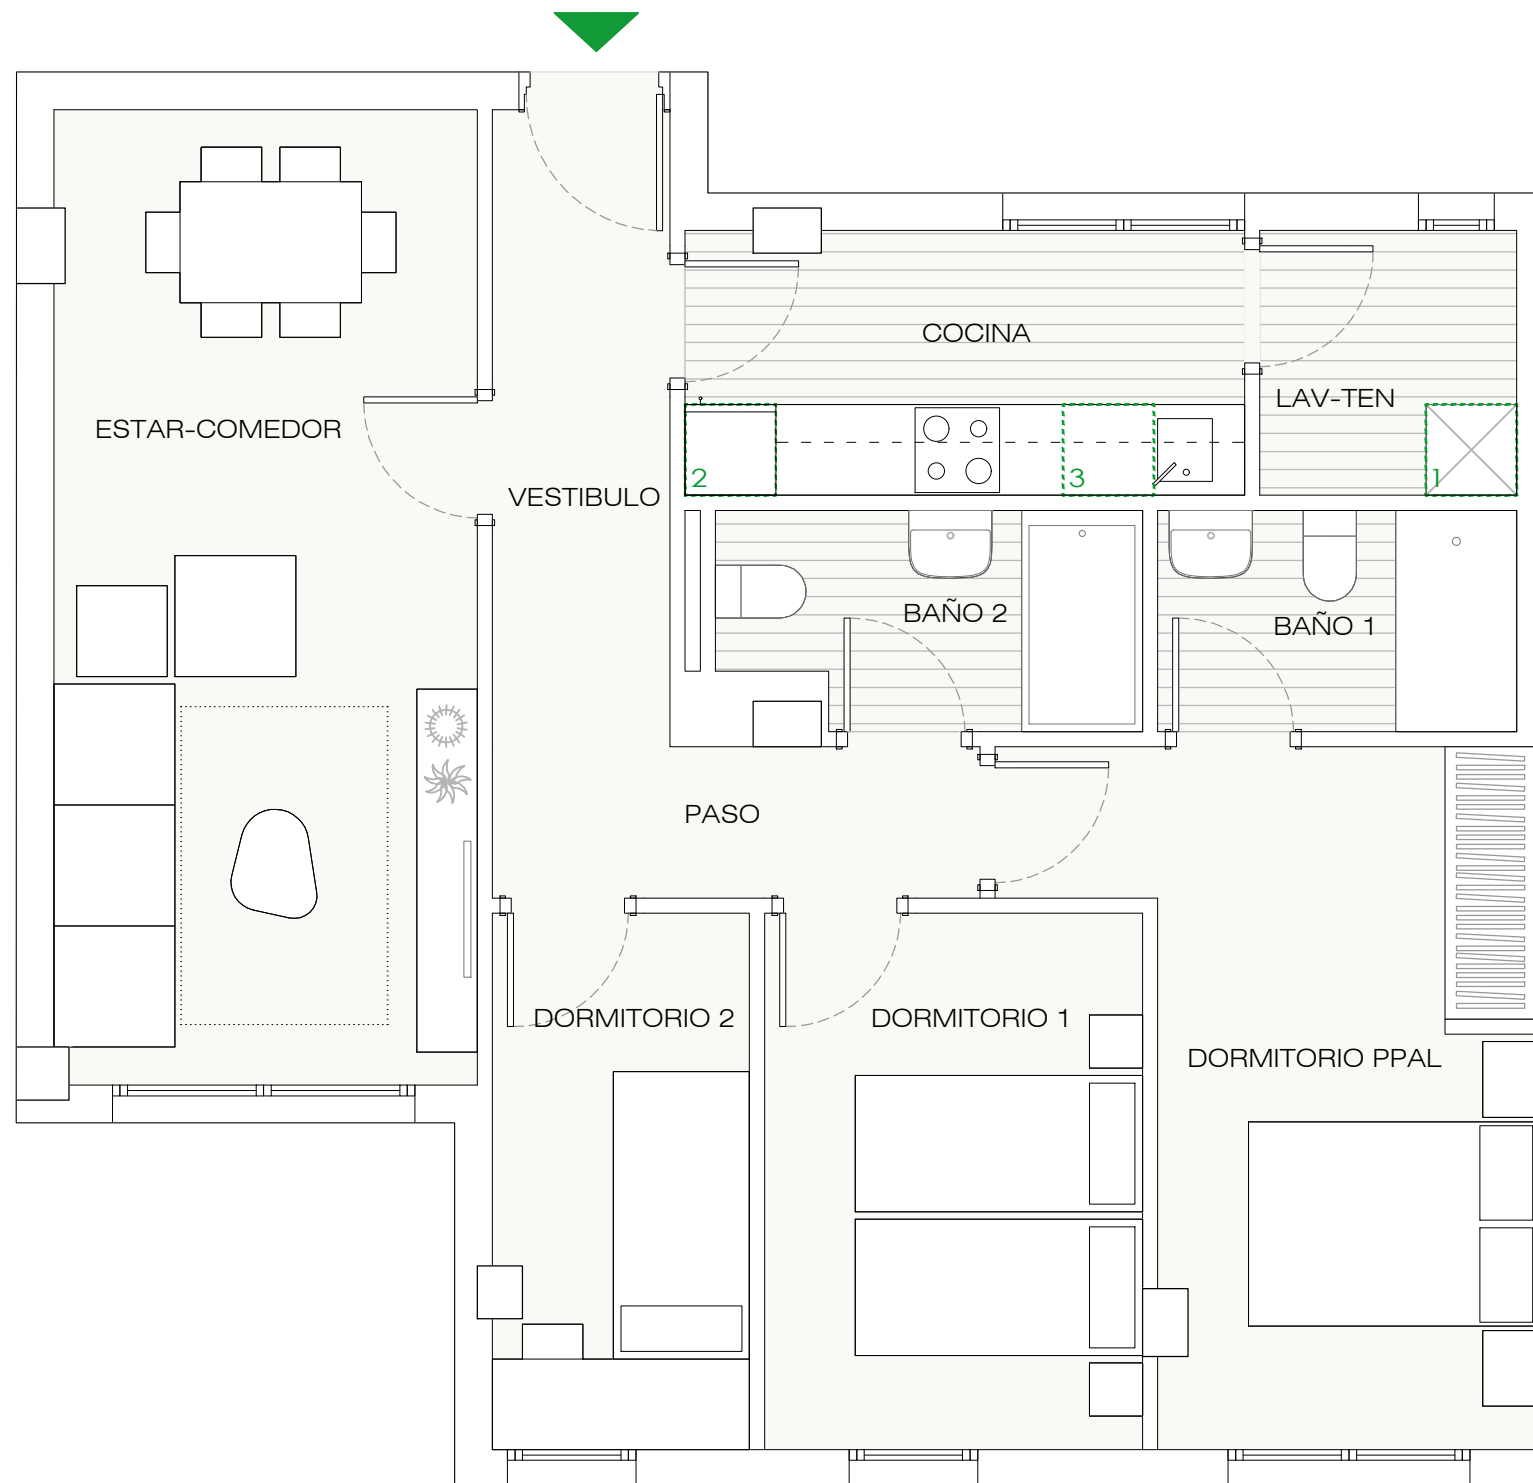 COCINA
LAV-TEN
ESTAR-COMEDOR
2
3
1
VESTIBULO
BAÑO 2
BAÑO 1
PASO
DORMITORIO 2
DORMITORIO 1
DORMITORIO PPAL